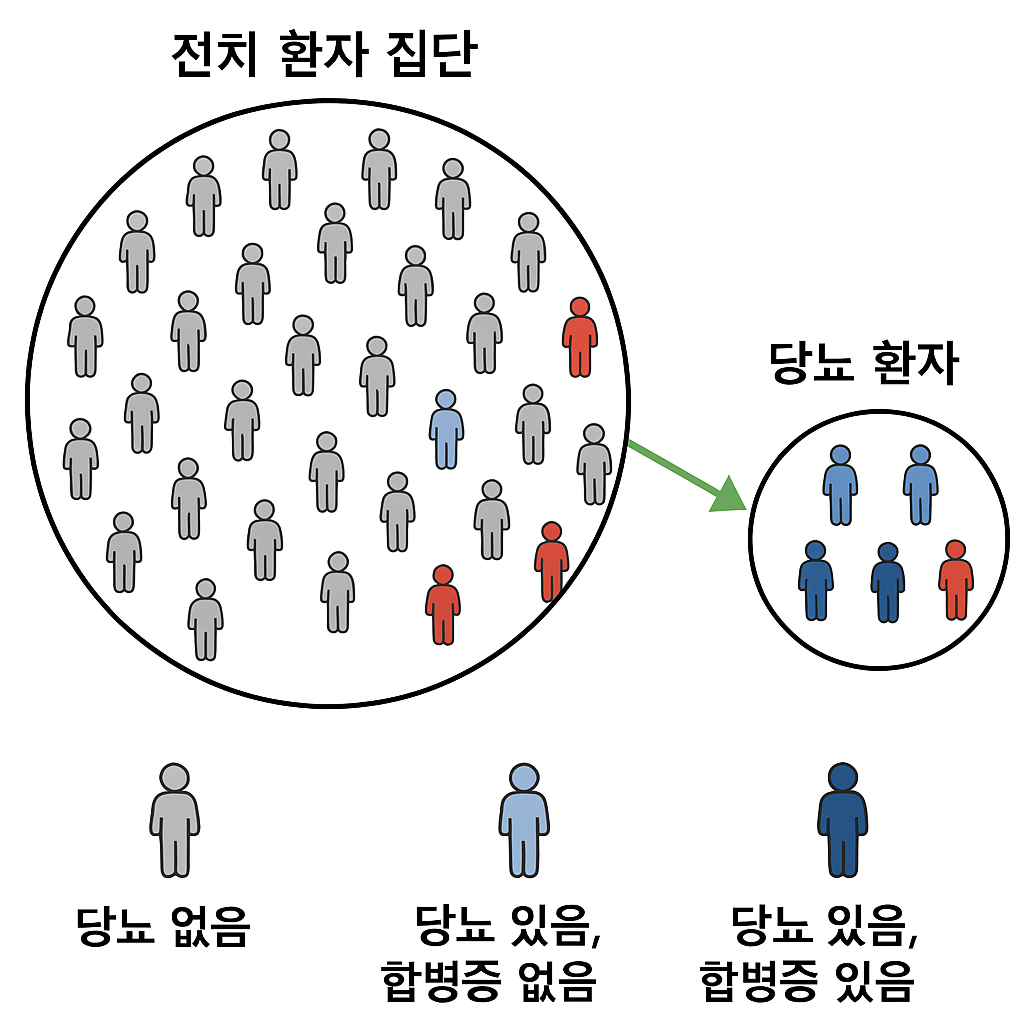 전치 환자 집단
당뇨 환자
당뇨 없음
당뇨 있음,
합병증 없음
당뇨 있음,
합병증 있음